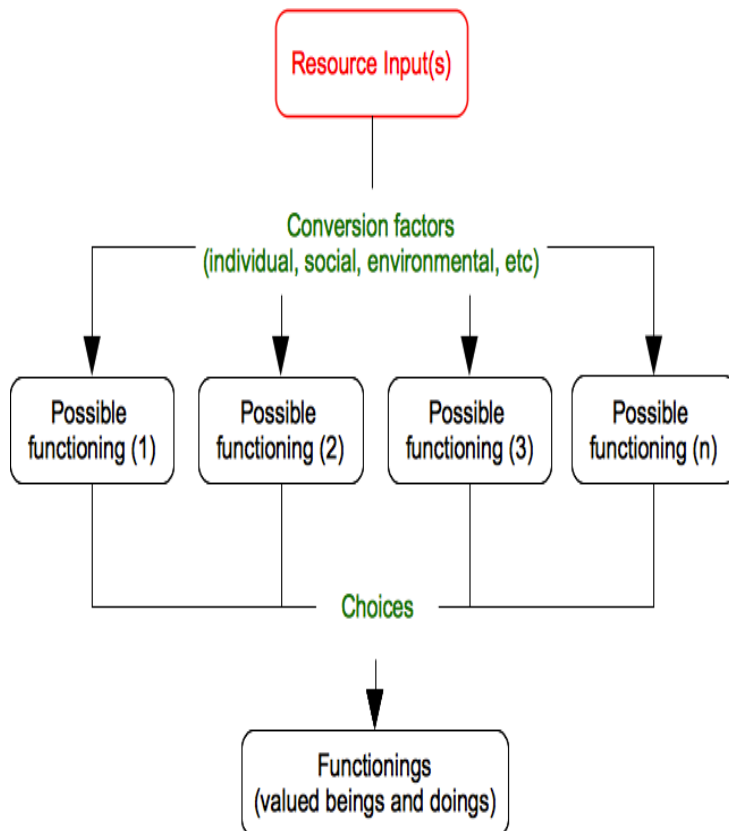 Resource Input(s)
Conversion factors
(individual, social, environmental, etc)
Possible
functioning (1)
Possible
functioning (2)
Possible
functioning (3)
Possible
functioning (n)
Choices
Functionings
(valued beings and doings)